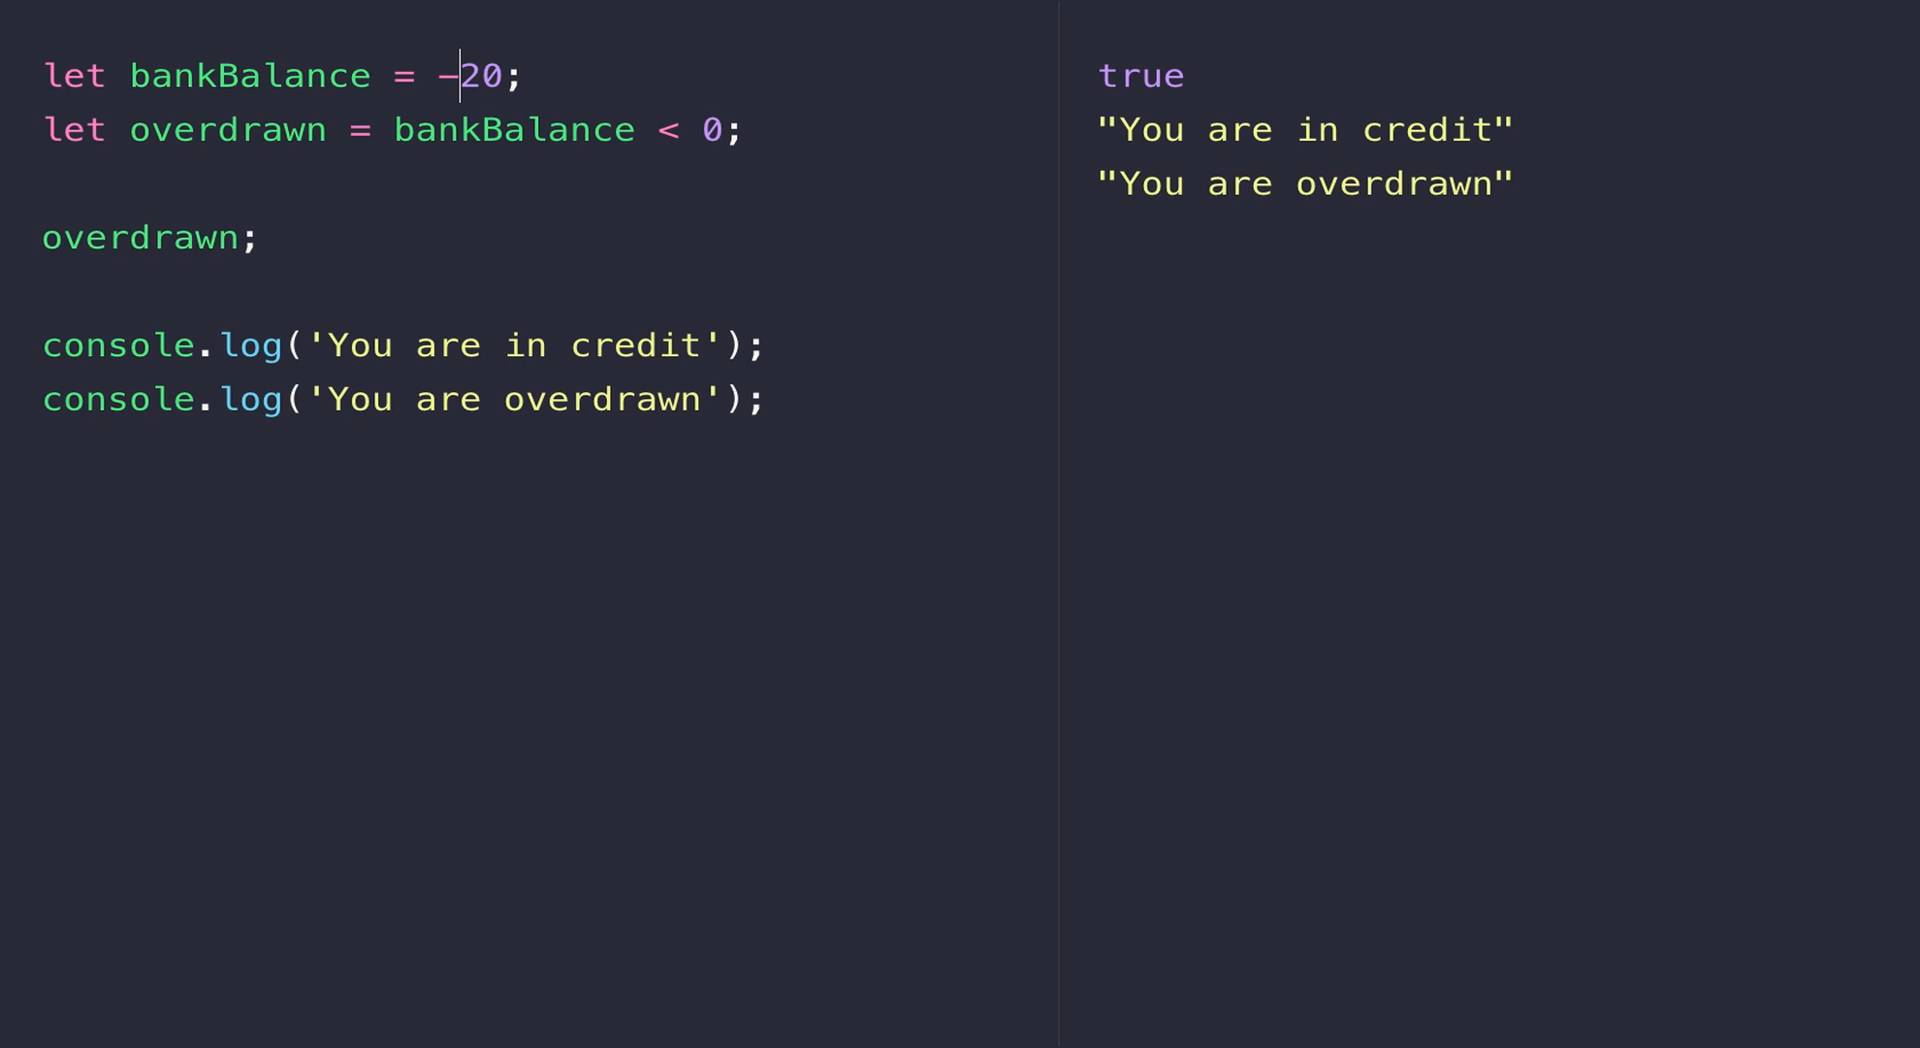 let bankBalance = -20;
let overdrawn = bankBalance < 0;
overdrawn;
console.log('You are in credit');
console.log('You are overdrawn');
true
"You are in credit"
"You are overdrawn"